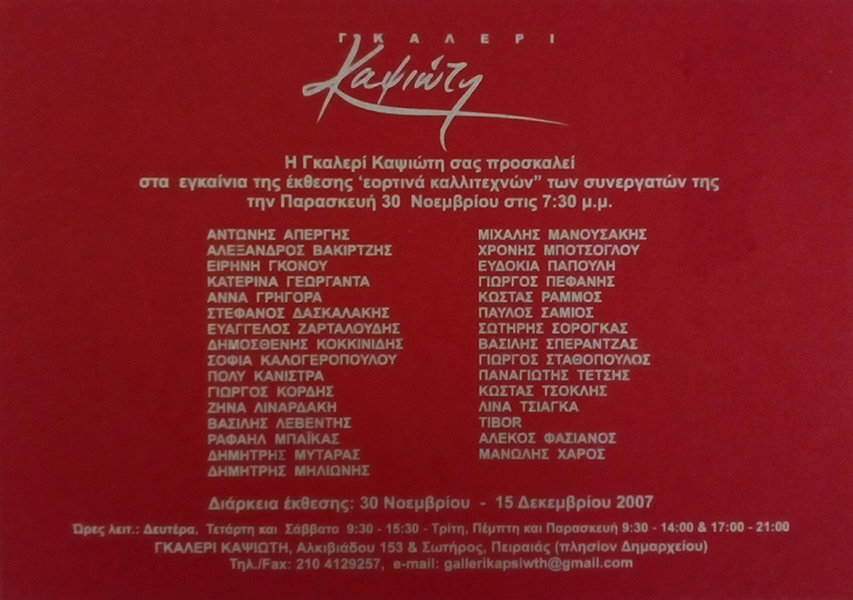 ΓΚΑΛΕΡΙ
Καψιώτη
Η Γκαλερί Καψιώτη σας προσκαλεί
στα εγκαίνια της έκθεσης ‘εορτινά καλλιτεχνών” των συνεργατών της
την Παρασκευή 30 Νοεμβρίου στις 7:30 μ.μ.
ΑΝΤΩΝΗΣ ΑΠΕΡΓΗΣ
ΑΛΕΞΑΝΔΡΟΣ ΒΑΚΙΡΤΖΗΣ
ΕΙΡΗΝΗ ΓΚΟΝΟΥ
ΚΑΤΕΡΙΝΑ ΓΕΩΡΓΑΝΤΑ
ΑΝΝΑ ΓΡΗΓΟΡΑ
ΣΤΕΦΑΝΟΣ ΔΑΣΚΑΛΑΚΗΣ
ΕΥΑΓΓΕΛΟΣ ΖΑΡΤΑΛΟΥΔΗΣ
ΔΗΜΟΣΘΕΝΗΣ ΚΟΚΚΙΝΙΔΗΣ
ΣΟΦΙΑ ΚΑΛΟΓΕΡΟΠΟΥΛΟΥ
ΠΟΛΥ ΚΑΝΙΣΤΡΑ
ΓΙΩΡΓΟΣ ΚΟΡΔΗΣ
ΖΗΝΑ ΛΙΝΑΡΔΑΚΗ
ΒΑΣΙΛΗΣ ΛΕΒΕΝΤΗΣ
ΡΑΦΑΗΛ ΜΠΑΪΚΑΣ
ΔΗΜΗΤΡΗΣ ΜΥΤΑΡΑΣ
ΔΗΜΗΤΡΗΣ ΜΗΛΙΩΝΗΣ
ΜΙΧΑΛΗΣ ΜΑΝΟΥΣΑΚΗΣ
ΧΡΟΝΗΣ ΜΠΟΤΣΟΓΛΟΥ
ΕΥΔΟΚΙΑ ΠΑΠΟΥΛΗ
ΓΙΩΡΓΟΣ ΠΕΦΑΝΗΣ
ΚΩΣΤΑΣ ΡΑΜΜΟΣ
ΠΑΥΛΟΣ ΣΑΜΙΟΣ
ΣΩΤΗΡΗΣ ΣΟΡΟΓΚΑΣ
ΒΑΣΙΛΗΣ ΣΠΕΡΑΝΤΖΑΣ
ΓΙΩΡΓΟΣ ΣΤΑΘΟΠΟΥΛΟΣ
ΠΑΝΑΓΙΩΤΗΣ ΤΕΤΣΗΣ
ΚΩΣΤΑΣ ΤΣΟΚΛΗΣ
ΛΙΝΑ ΤΣΙΑΓΚΑ
TIBOR
ΑΛΕΚΟΣ ΦΑΣΙΑΝΟΣ
ΜΑΝΩΛΗΣ ΧΑΡΟΣ
Διάρκεια έκθεσης: 30 Νοεμβρίου - 15 Δεκεμβρίου 2007
Ώρες λειτ.: Δευτέρα, Τετάρτη και Σάββατο 9:30 - 15:30 - Τρίτη, Πέμπτη και Παρασκευή 9:30 - 14:00 & 17:00 - 21:00
ΓΚΑΛΕΡΙ ΚΑΨΙΩΤΗ, Αλκιβιάδου 153 & Σωτήρος, Πειραιάς (πλησίον Δημαρχείου)
Τηλ./Fax: 210 4129257, e-mail: gallerikapsiwth@gmail.com